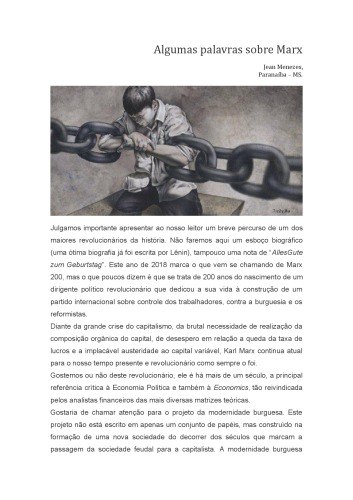 Algumas palavras sobre Marx
Jean Menezes,
Paranaíba – MS.
Julgamos importante apresentar ao nosso leitor um breve percurso de um dos
maiores revolucionários da história. Não faremos aqui um esboço biográfico
(uma ótima biografia já foi escrita por Lênin), tampouco uma nota de “AllesGute
zum Geburtstag”. Este ano de 2018 marca o que vem se chamando de Marx
200, mas o que poucos dizem é que se trata de 200 anos do nascimento de um
dirigente político revolucionário que dedicou a sua vida à construção de um
partido internacional sobre controle dos trabalhadores, contra a burguesia e os
reformistas.
Diante da grande crise do capitalismo, da brutal necessidade de realização da
composição orgânica do capital, de desespero em relação a queda da taxa de
lucros e a implacável austeridade ao capital variável, Karl Marx continua atual
para o nosso tempo presente e revolucionário como sempre o foi.
Gostemos ou não deste revolucionário, ele é há mais de um século, a principal
referência crítica à Economia Política e também à Economics, tão reivindicada
pelos analistas financeiros das mais diversas matrizes teóricas.
Gostaria de chamar atenção para o projeto da modernidade burguesa. Este
projeto não está escrito em apenas um conjunto de papéis, mas construído na
formação de uma nova sociedade do decorrer dos séculos que marcam a
passagem da sociedade feudal para a capitalista. A modernidade burguesa